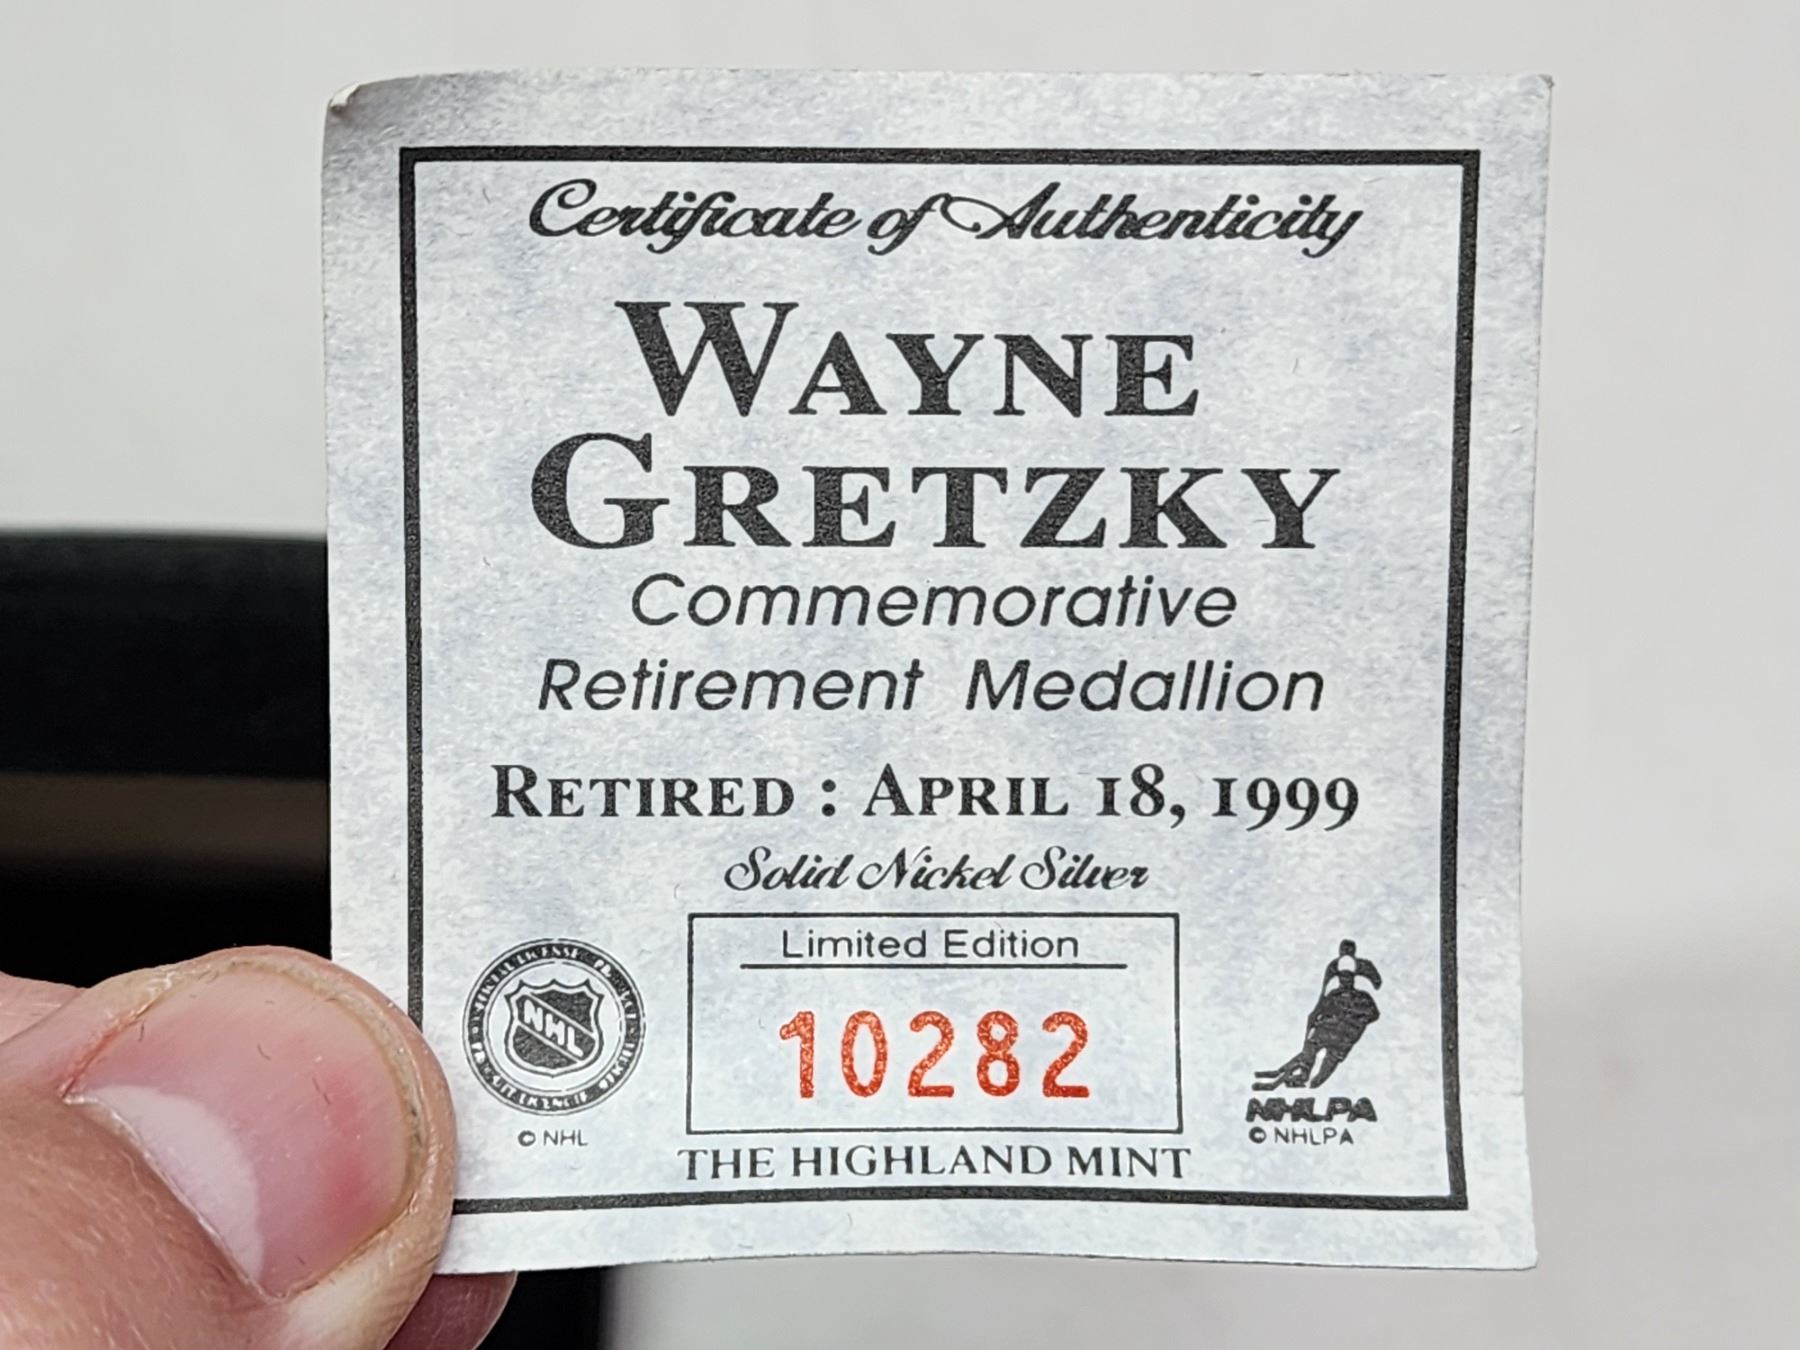 Certificate of Authenticity
WAYNE
GRETZKY
Commemorative
Retirement Medallion
RETIRED : APRIL 18, 1999
Solid Nickel Silver
Limited Edition
10282
NHL
© NHL
NHLPA
© NHLPA
THE HIGHLAND MINT